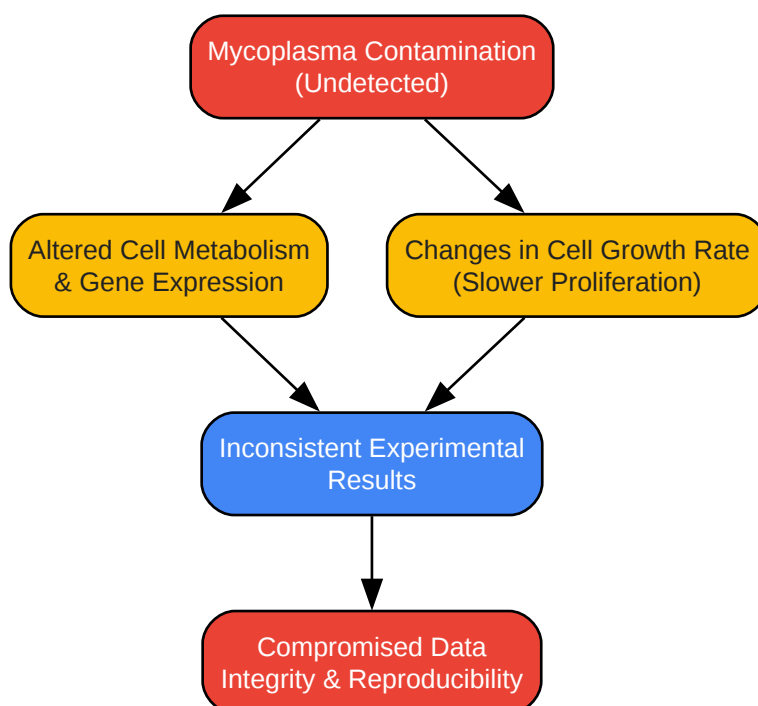 Mycoplasma Contamination
(Undetected)
Altered Cell Metabolism
& Gene Expression
Changes in Cell Growth Rate
(Slower Proliferation)
Inconsistent Experimental
Results
Compromised Data
Integrity & Reproducibility